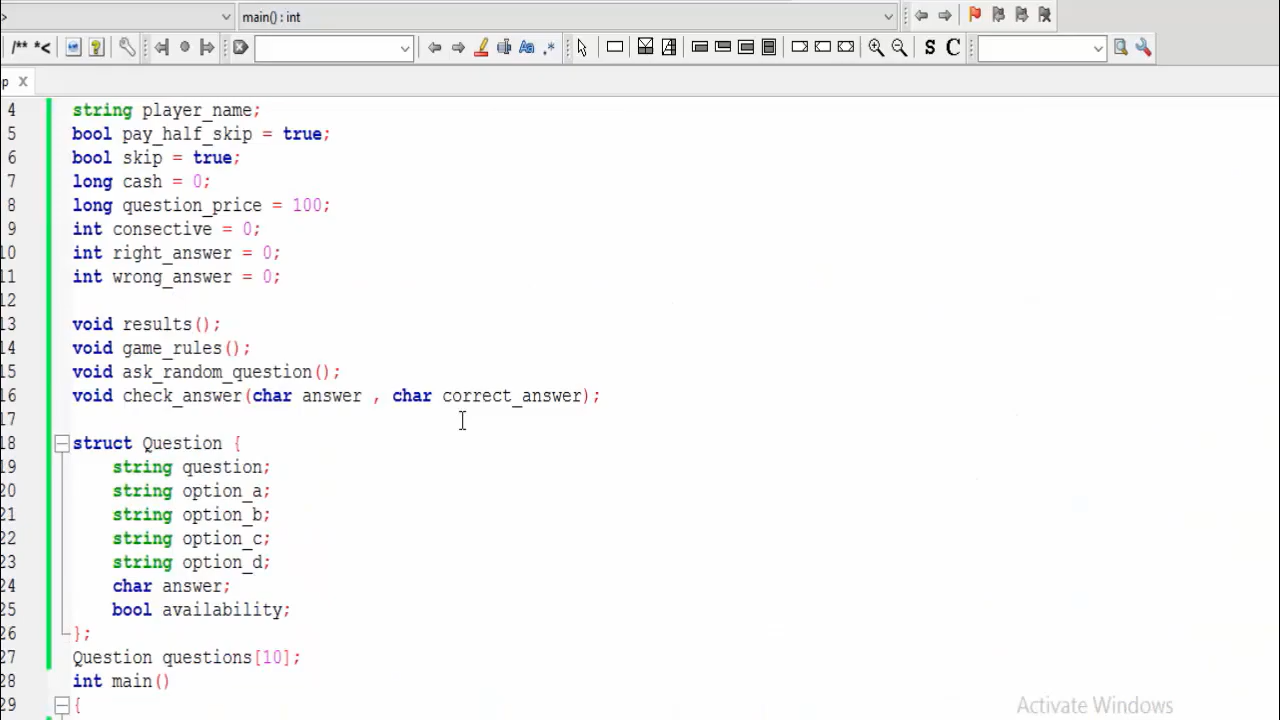 main() : int
/** *<
Aa .*
S C
p X
4 string player_name;
5 bool pay_half_skip = true;
6 bool skip = true;
7 long cash = 0;
8 long question_price = 100;
9 int consective = 0;
10 int right_answer = 0;
11 int wrong_answer = 0;
12
13 void results();
14 void game_rules();
15 void ask_random_question();
16 void check_answer(char answer , char correct_answer);
17
18 struct Question {
19 string question;
20 string option_a;
21 string option_b;
22 string option_c;
23 string option_d;
24 char answer;
25 bool availability;
26 };
27 Question questions[10];
28 int main()
29 {
Activate Windows